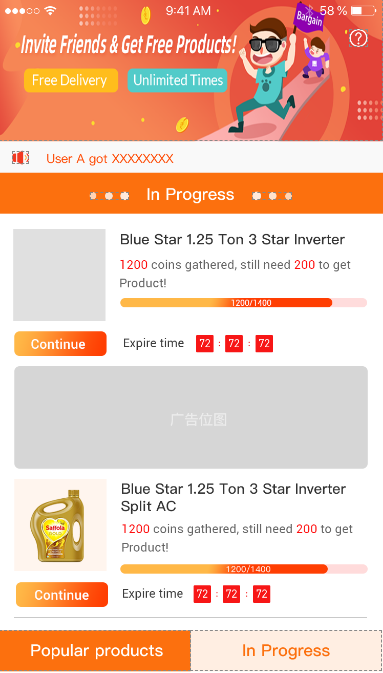 9:41 AM
58 %
Bargain
Invite Friends & Get Free Products!
Free Delivery
Unlimited Times
User A got XXXXXXXX
In Progress
Blue Star 1.25 Ton 3 Star Inverter
1200 coins gathered, still need 200 to get
Product!
1200/1400
Continue
Expire time 72 : 72 : 72
广告位图
Blue Star 1.25 Ton 3 Star Inverter
Split AC
Saffola
GOLD
1200 coins gathered, still need 200 to get
Product!
1200/1400
Continue
Expire time 72 : 72 : 72
Popular products
In Progress